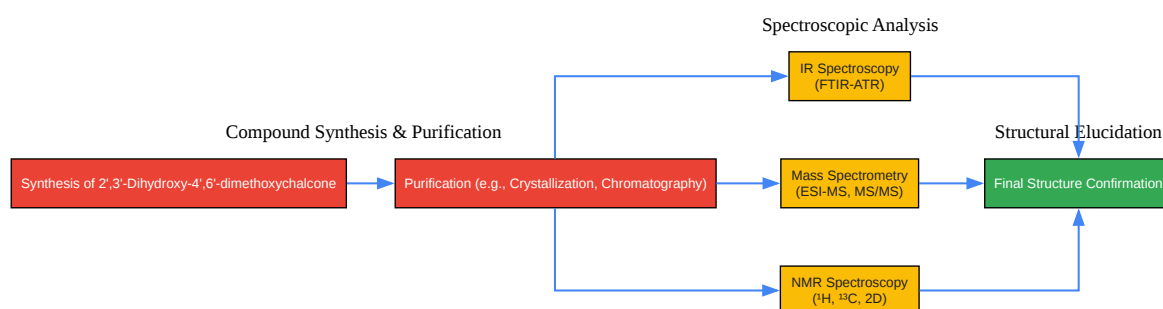 Spectroscopic Analysis
IR Spectroscopy
(FTIR-ATR)
Compound Synthesis & Purification
Structural Elucidation
Synthesis of 2',3'-Dihydroxy-4',6'-dimethoxychalcone
Purification (e.g., Crystallization, Chromatography)
Mass Spectrometry
(ESI-MS, MS/MS)
Final Structure Confirmation
NMR Spectroscopy
(¹H, ¹³C, 2D)